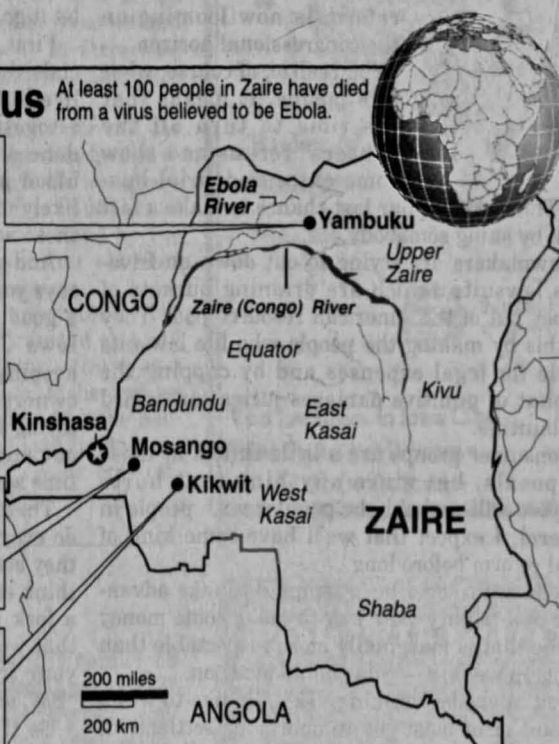 us At least 100 people in Zaire have died
from a virus believed to be Ebola.
Ebola
River
Yambuku
Upper
Zaire
CONGO
Zaire (Congo) River
Equator
Kivu
Bandundu
East
Kasai
Kinshasa
Mosango
Kikwit
West
Kasai
ZAIRE
Shaba
200 miles
200 km
ANGOLA